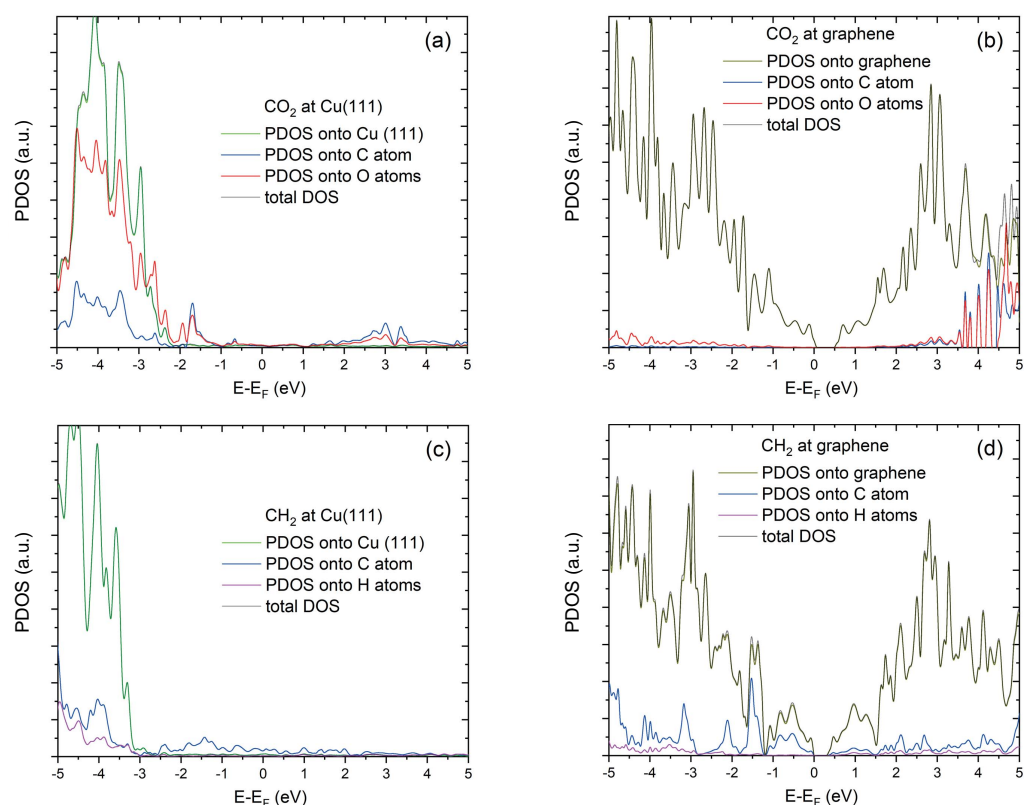 (a)
CO₂ at Cu(111)
PDOS onto Cu (111)
PDOS onto C atom
PDOS onto O atoms
total DOS
PDOS (a.u.)
-5 -4 -3 -2 -1 0 1 2 3 4 5
E-E_F (eV)
(b)
CO₂ at graphene
PDOS onto graphene
PDOS onto C atom
PDOS onto O atoms
total DOS
PDOS (a.u.)
-5 -4 -3 -2 -1 0 1 2 3 4 5
E-E_F (eV)
(c)
CH₂ at Cu(111)
PDOS onto Cu (111)
PDOS onto C atom
PDOS onto H atoms
total DOS
PDOS (a.u.)
-5 -4 -3 -2 -1 0 1 2 3 4 5
E-E_F (eV)
(d)
CH₂ at graphene
PDOS onto graphene
PDOS onto C atom
PDOS onto H atoms
total DOS
PDOS (a.u.)
-5 -4 -3 -2 -1 0 1 2 3 4 5
E-E_F (eV)